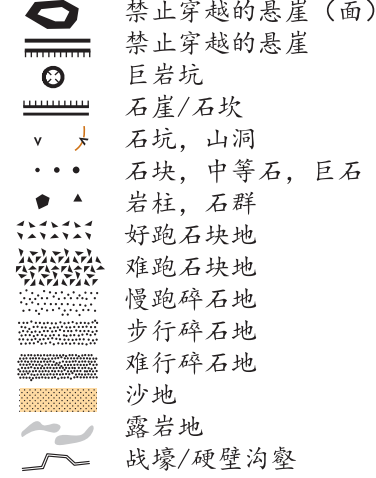 禁止穿越的悬崖（面）
禁止穿越的悬崖
巨岩坑
石崖/石坎
石坑，山洞
石块，中等石，巨石
岩柱，石群
好跑石块地
难跑石块地
慢跑碎石地
步行碎石地
难行碎石地
沙地
露岩地
战壕/硬壁沟壑